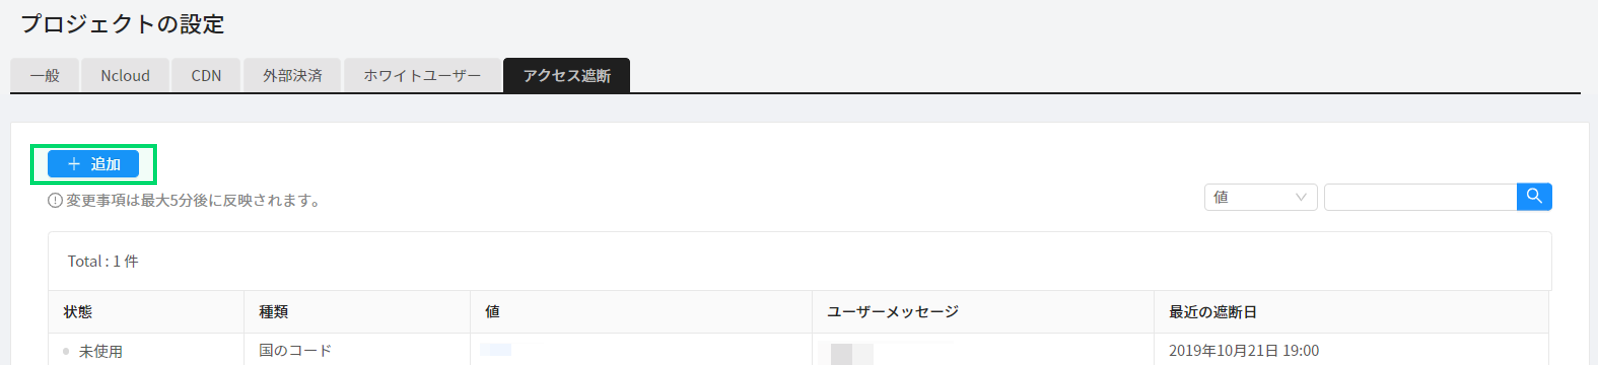 プロジェクトの設定
一般 Ncloud CDN 外部決済 ホワイトユーザー アクセス遮断
＋ 追加
変更事項は最大5分後に反映されます。
値
Total : 1 件
状態 種類 値 ユーザーメッセージ 最近の遮断日
未使用 国のコード 2019年10月21日 19:00